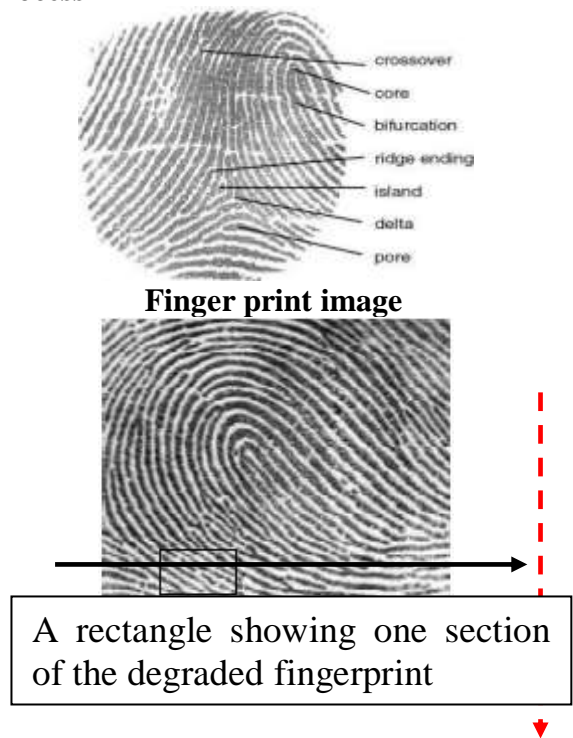 crossover
core
bifurcation
ridge ending
island
delta
pore
Finger print image
A rectangle showing one section
of the degraded fingerprint